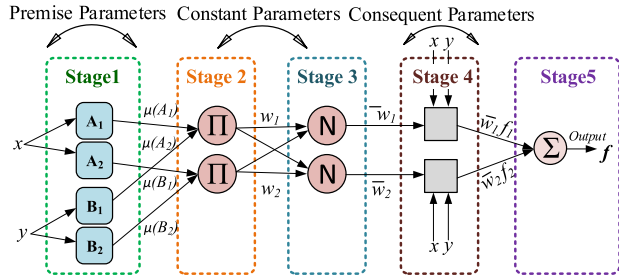 Premise Parameters
Constant Parameters
Consequent Parameters
x y
Stage1
Stage 2
Stage 3
Stage 4
Stage5
A₁
A₂
B₁
B₂
x
y
μ(A₁)
μ(A₂)
μ(B₁)
μ(B₂)
Π
Π
w₁
w₂
N
N
w̅₁
w̅₂
x y
w̅₁f₁
w̅₂f₂
Σ
Output
f